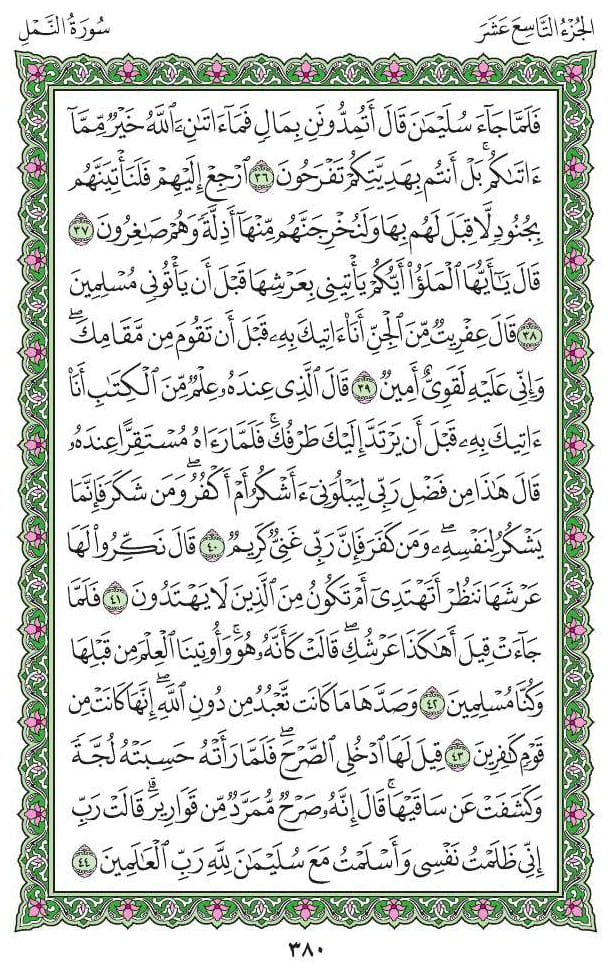 الجُزْءُ التَّاسِعَ عَشَرَ
سُورَةُ النَّمْلِ
فَلَمَّا جَآءَ سُلَيْمَٰنَ قَالَ أَتُمِدُّونَنِ بِمَالٍ فَمَآ ءَاتَىٰنِۦَ ٱللَّهُ خَيْرٌ مِّمَّآ
ءَاتَىٰكُمۚ بَلْ أَنتُم بِهَدِيَّتِكُمْ تَفْرَحُونَ ٣٦ ٱرْجِعْ إِلَيْهِمْ فَلَنَأْتِيَنَّهُم
بِجُنُودٍ لَّا قِبَلَ لَهُم بِهَا وَلَنُخْرِجَنَّهُم مِّنْهَآ أَذِلَّةً وَهُمْ صَٰغِرُونَ ٣٧
قَالَ يَٰٓأَيُّهَا ٱلْمَلَؤُا۟ أَيُّكُمْ يَأْتِينِى بِعَرْشِهَا قَبْلَ أَن يَأْتُونِى مُسْلِمِينَ
٣٨ قَالَ عِفْرِيتٌ مِّنَ ٱلْجِنِّ أَنَا۠ ءَاتِيكَ بِهِۦ قَبْلَ أَن تَقُومَ مِن مَّقَامِكَۖ
وَإِنِّى عَلَيْهِ لَقَوِىٌّ أَمِينٌ ٣٩ قَالَ ٱلَّذِى عِندَهُۥ عِلْمٌ مِّنَ ٱلْكِتَٰبِ أَنَا۠
ءَاتِيكَ بِهِۦ قَبْلَ أَن يَرْتَدَّ إِلَيْكَ طَرْفُكَۚ فَلَمَّا رَءَاهُ مُسْتَقِرًّا عِندَهُۥ
قَالَ هَٰذَا مِن فَضْلِ رَبِّى لِيَبْلُوَنِىٓ ءَأَشْكُرُ أَمْ أَكْفُرُۖ وَمَن شَكَرَ فَإِنَّمَا
يَشْكُرُ لِنَفْسِهِۦۖ وَمَن كَفَرَ فَإِنَّ رَبِّى غَنِىٌّ كَرِيمٌ ٤٠ قَالَ نَكِّرُوا۟ لَهَا
عَرْشَهَا نَنظُرْ أَتَهْتَدِىٓ أَمْ تَكُونُ مِنَ ٱلَّذِينَ لَا يَهْتَدُونَ ٤١ فَلَمَّا
جَآءَتْ قِيلَ أَهَٰكَذَا عَرْشُكِۖ قَالَتْ كَأَنَّهُۥ هُوَۚ وَأُوتِينَا ٱلْعِلْمَ مِن قَبْلِهَا
وَكُنَّا مُسْلِمِينَ ٤٢ وَصَدَّهَا مَا كَانَت تَّعْبُدُ مِن دُونِ ٱللَّهِۖ إِنَّهَا كَانَتْ مِن
قَوْمٍ كَٰفِرِينَ ٤٣ قِيلَ لَهَا ٱدْخُلِى ٱلصَّرْحَۖ فَلَمَّا رَأَتْهُ حَسِبَتْهُ لُجَّةً
وَكَشَفَتْ عَن سَاقَيْهَاۚ قَالَ إِنَّهُۥ صَرْحٌ مُّمَرَّدٌ مِّن قَوَارِيرَۗ قَالَتْ رَبِّ
إِنِّى ظَلَمْتُ نَفْسِى وَأَسْلَمْتُ مَعَ سُلَيْمَٰنَ لِلَّهِ رَبِّ ٱلْعَٰلَمِينَ ٤٤
٣٨٠